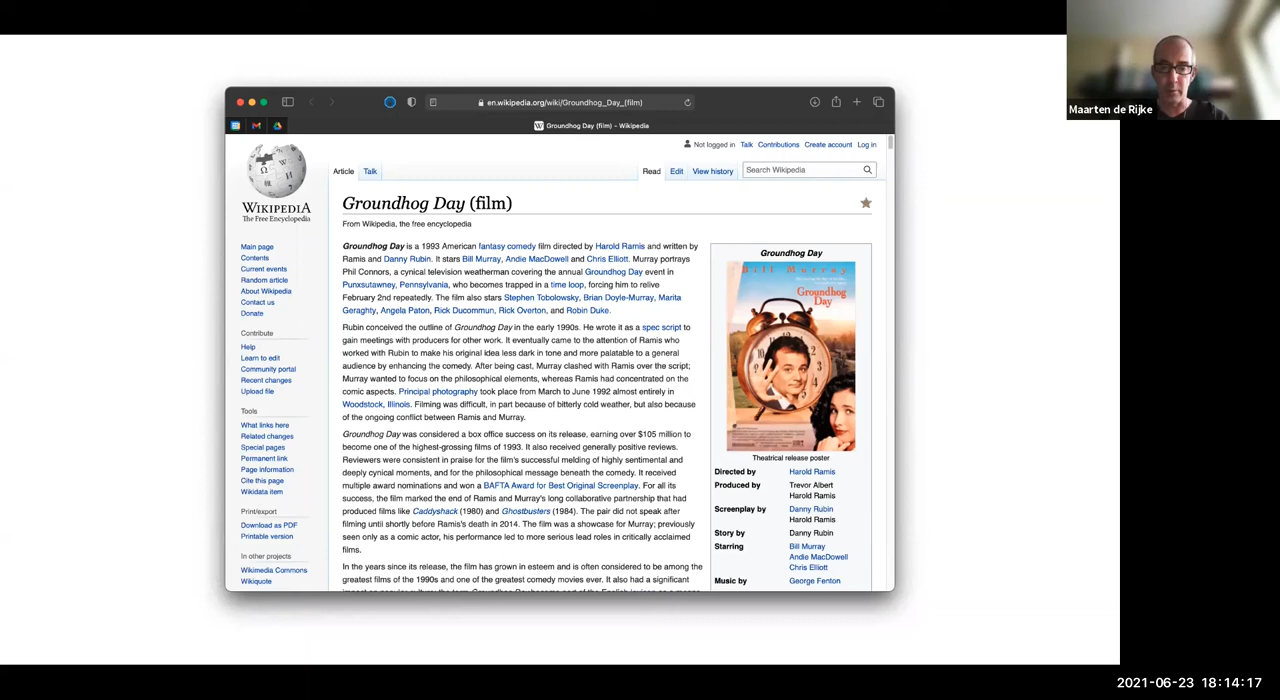 Maarten de Rijke
en.wikipedia.org/wiki/Groundhog_Day_(film)
Groundhog Day (film) - Wikipedia
Not logged in Talk Contributions Create account Log in
Article Talk Read Edit View history Search Wikipedia
WIKIPEDIA
The Free Encyclopedia
Main page
Contents
Current events
Random article
About Wikipedia
Contact us
Donate
Contribute
Help
Learn to edit
Community portal
Recent changes
Upload file
Tools
What links here
Related changes
Special pages
Permanent link
Page information
Cite this page
Wikidata item
Print/export
Download as PDF
Printable version
In other projects
Wikimedia Commons
Wikiquote
Groundhog Day (film)
From Wikipedia, the free encyclopedia
Groundhog Day is a 1993 American fantasy comedy film directed by Harold Ramis and written by
Ramis and Danny Rubin. It stars Bill Murray, Andie MacDowell and Chris Elliott. Murray portrays
Phil Connors, a cynical television weatherman covering the annual Groundhog Day event in
Punxsutawney, Pennsylvania, who becomes trapped in a time loop, forcing him to relive
February 2nd repeatedly. The film also stars Stephen Tobolowsky, Brian Doyle-Murray, Marita
Geraghty, Angela Paton, Rick Ducommun, Rick Overton, and Robin Duke.
Rubin conceived the outline of Groundhog Day in the early 1990s. He wrote it as a spec script to
gain meetings with producers for other work. It eventually came to the attention of Ramis who
worked with Rubin to make his original idea less dark in tone and more palatable to a general
audience by enhancing the comedy. After being cast, Murray clashed with Ramis over the script;
Murray wanted to focus on the philosophical elements, whereas Ramis had concentrated on the
comic aspects. Principal photography took place from March to June 1992 almost entirely in
Woodstock, Illinois. Filming was difficult, in part because of bitterly cold weather, but also because
of the ongoing conflict between Ramis and Murray.
Groundhog Day was considered a box office success on its release, earning over $105 million to
become one of the highest-grossing films of 1993. It also received generally positive reviews.
Reviewers were consistent in praise for the film's successful melding of highly sentimental and
deeply cynical moments, and for the philosophical message beneath the comedy. It received
multiple award nominations and won a BAFTA Award for Best Original Screenplay. For all its
success, the film marked the end of Ramis and Murray's long collaborative partnership that had
produced films like Caddyshack (1980) and Ghostbusters (1984). The pair did not speak after
filming until shortly before Ramis's death in 2014. The film was a showcase for Murray; previously
seen only as a comic actor, his performance led to more serious lead roles in critically acclaimed
films.
In the years since its release, the film has grown in esteem and is often considered to be among the
greatest films of the 1990s and one of the greatest comedy movies ever. It also had a significant
Groundhog Day
Bill Murray
Groundhog
Day
Theatrical release poster
Directed by Harold Ramis
Produced by Trevor Albert
Harold Ramis
Screenplay by Danny Rubin
Harold Ramis
Story by Danny Rubin
Starring Bill Murray
Andie MacDowell
Chris Elliott
Music by George Fenton
2021-06-23 18:14:17